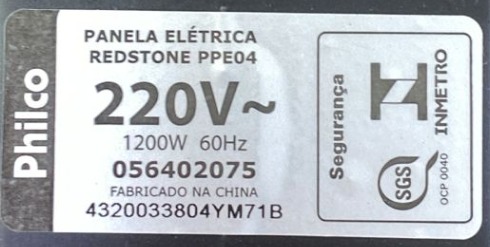 Philco
PANELA ELÉTRICA
REDSTONE PPE04
220V~
1200W 60Hz
056402075
FABRICADO NA CHINA
4320033804YM71B
Segurança
SGS
OCP 0040
INMETRO